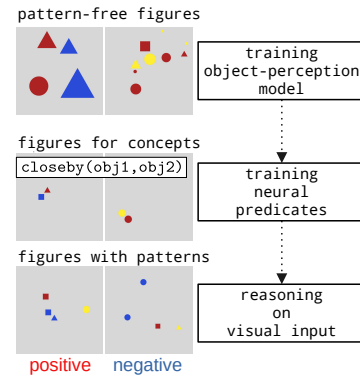 pattern-free figures
training
object-perception
model
figures for concepts
closeby(obj1,obj2)
training
neural
predicates
figures with patterns
reasoning
on
visual input
positive negative